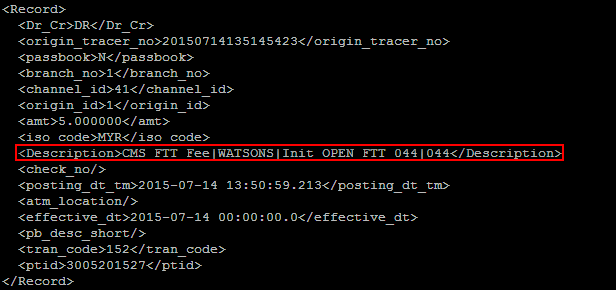 <Record>
<Dr_Cr>DR</Dr_Cr>
<origin_tracer_no>20150714135145423</origin_tracer_no>
<passbook>N</passbook>
<branch_no>1</branch_no>
<channel_id>41</channel_id>
<origin_id>1</origin_id>
<amt>5.000000</amt>
<iso_code>MYR</iso_code>
<Description>CMS FTT Fee|WATSONS|Init OPEN FTT 044|044</Description>
<check_no/>
<posting_dt_tm>2015-07-14 13:50:59.213</posting_dt_tm>
<atm_location/>
<effective_dt>2015-07-14 00:00:00.0</effective_dt>
<pb_desc_short/>
<tran_code>152</tran_code>
<ptid>3005201527</ptid>
</Record>